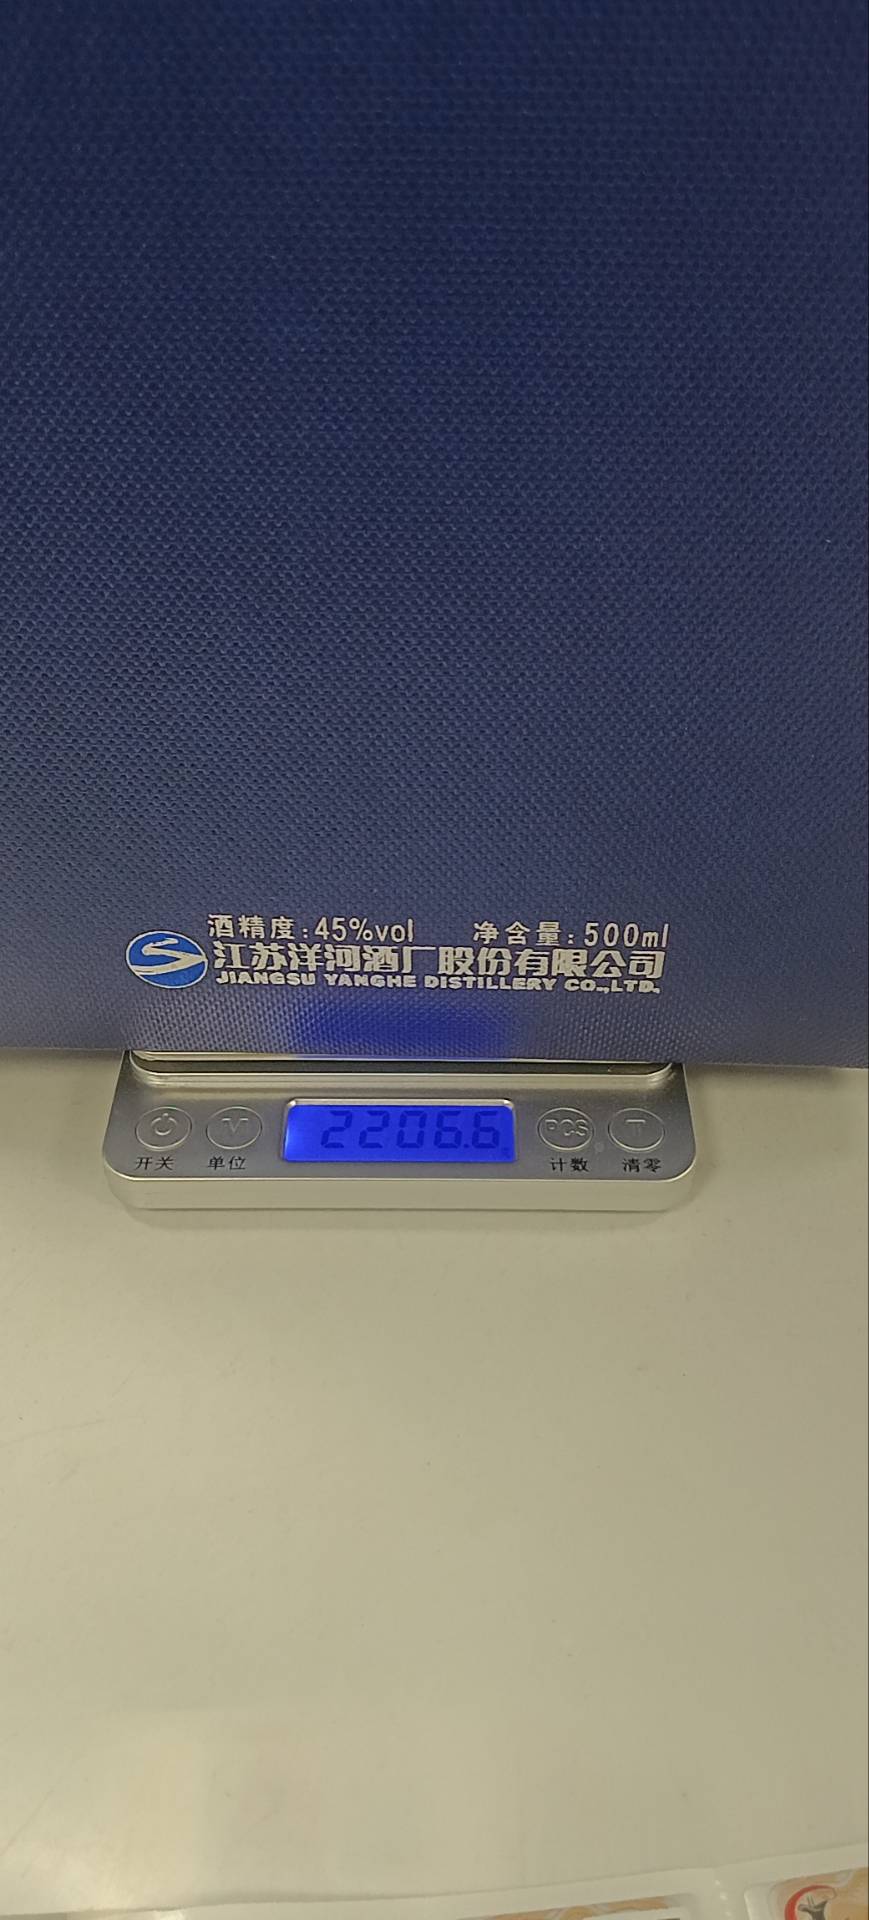 酒精度:45%vol 净含量:500ml
江苏洋河酒厂股份有限公司
JIANGSU YANGHE DISTILLERY CO.,LTD.
2206.6
PCS T
开关 单位 计数 清零